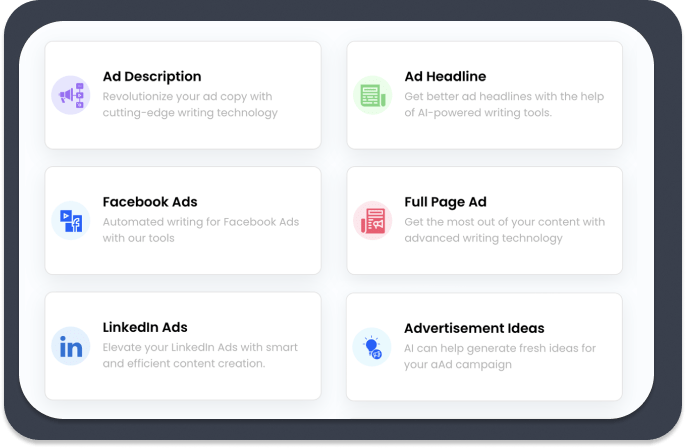 Ad Description
Revolutionize your ad copy with
cutting-edge writing technology
Ad Headline
Get better ad headlines with the help
of AI-powered writing tools.
Facebook Ads
Automated writing for Facebook Ads
with our tools
Full Page Ad
Get the most out of your content with
advanced writing technology
LinkedIn Ads
Elevate your LinkedIn Ads with smart
and efficient content creation.
Advertisement Ideas
AI can help generate fresh ideas for
your aAd campaign